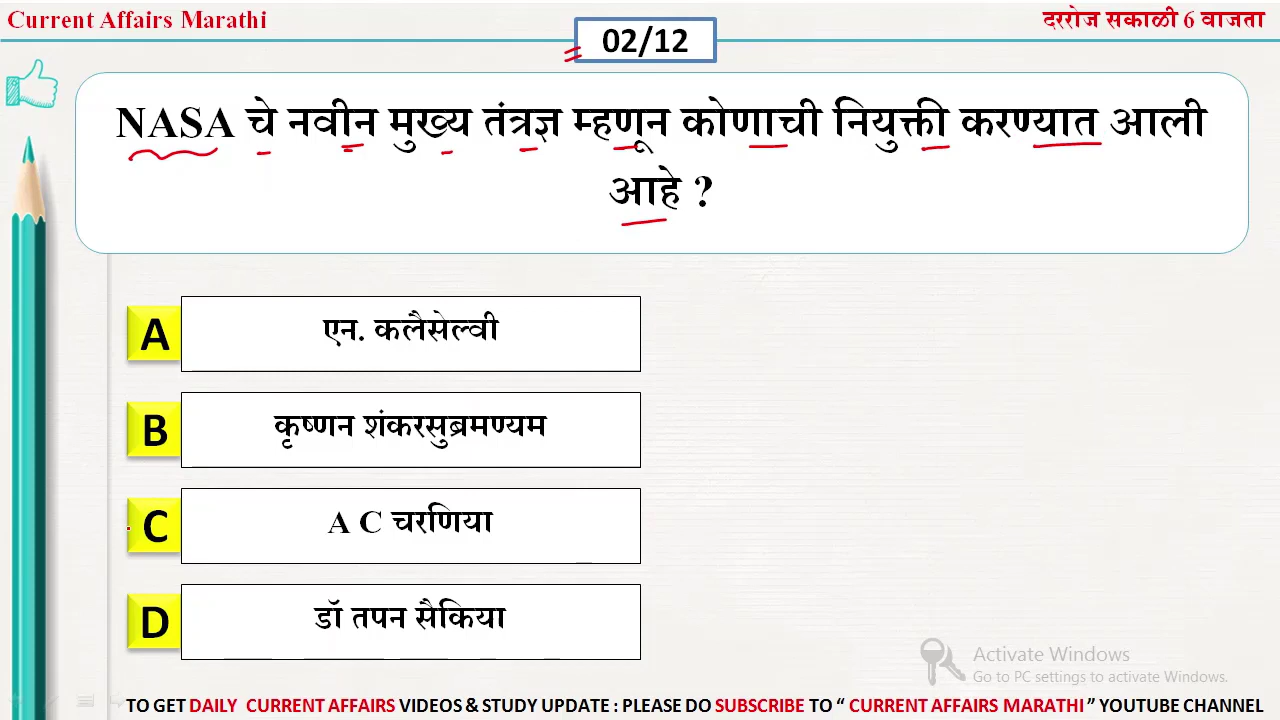 Current Affairs Marathi
दररोज सकाळी 6 वाजता
02/12
NASA चे नवीन मुख्य तंत्रज्ञ म्हणून कोणाची नियुक्ती करण्यात आली
आहे ?
A एन. कलैसेल्वी
B कृष्णन शंकरसुब्रमण्यम
C A C चरणिया
D डॉ तपन सैकिया
Activate Windows
Go to PC settings to activate Windows.
TO GET DAILY CURRENT AFFAIRS VIDEOS & STUDY UPDATE : PLEASE DO SUBSCRIBE TO “ CURRENT AFFAIRS MARATHI ” YOUTUBE CHANNEL